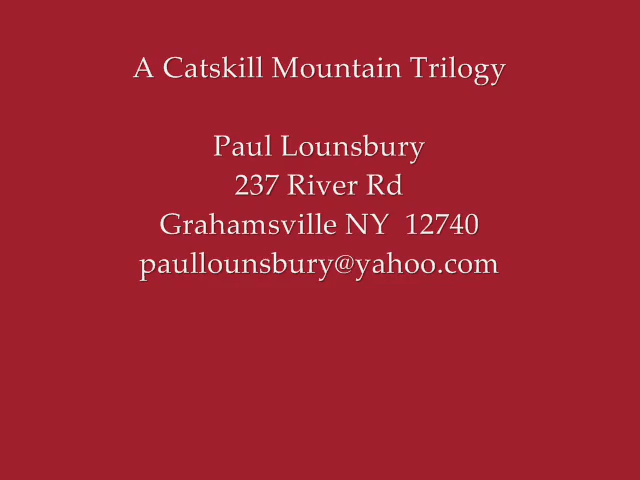 A Catskill Mountain Trilogy
Paul Lounsbury
237 River Rd
Grahamsville NY  12740
paullounsbury@yahoo.com